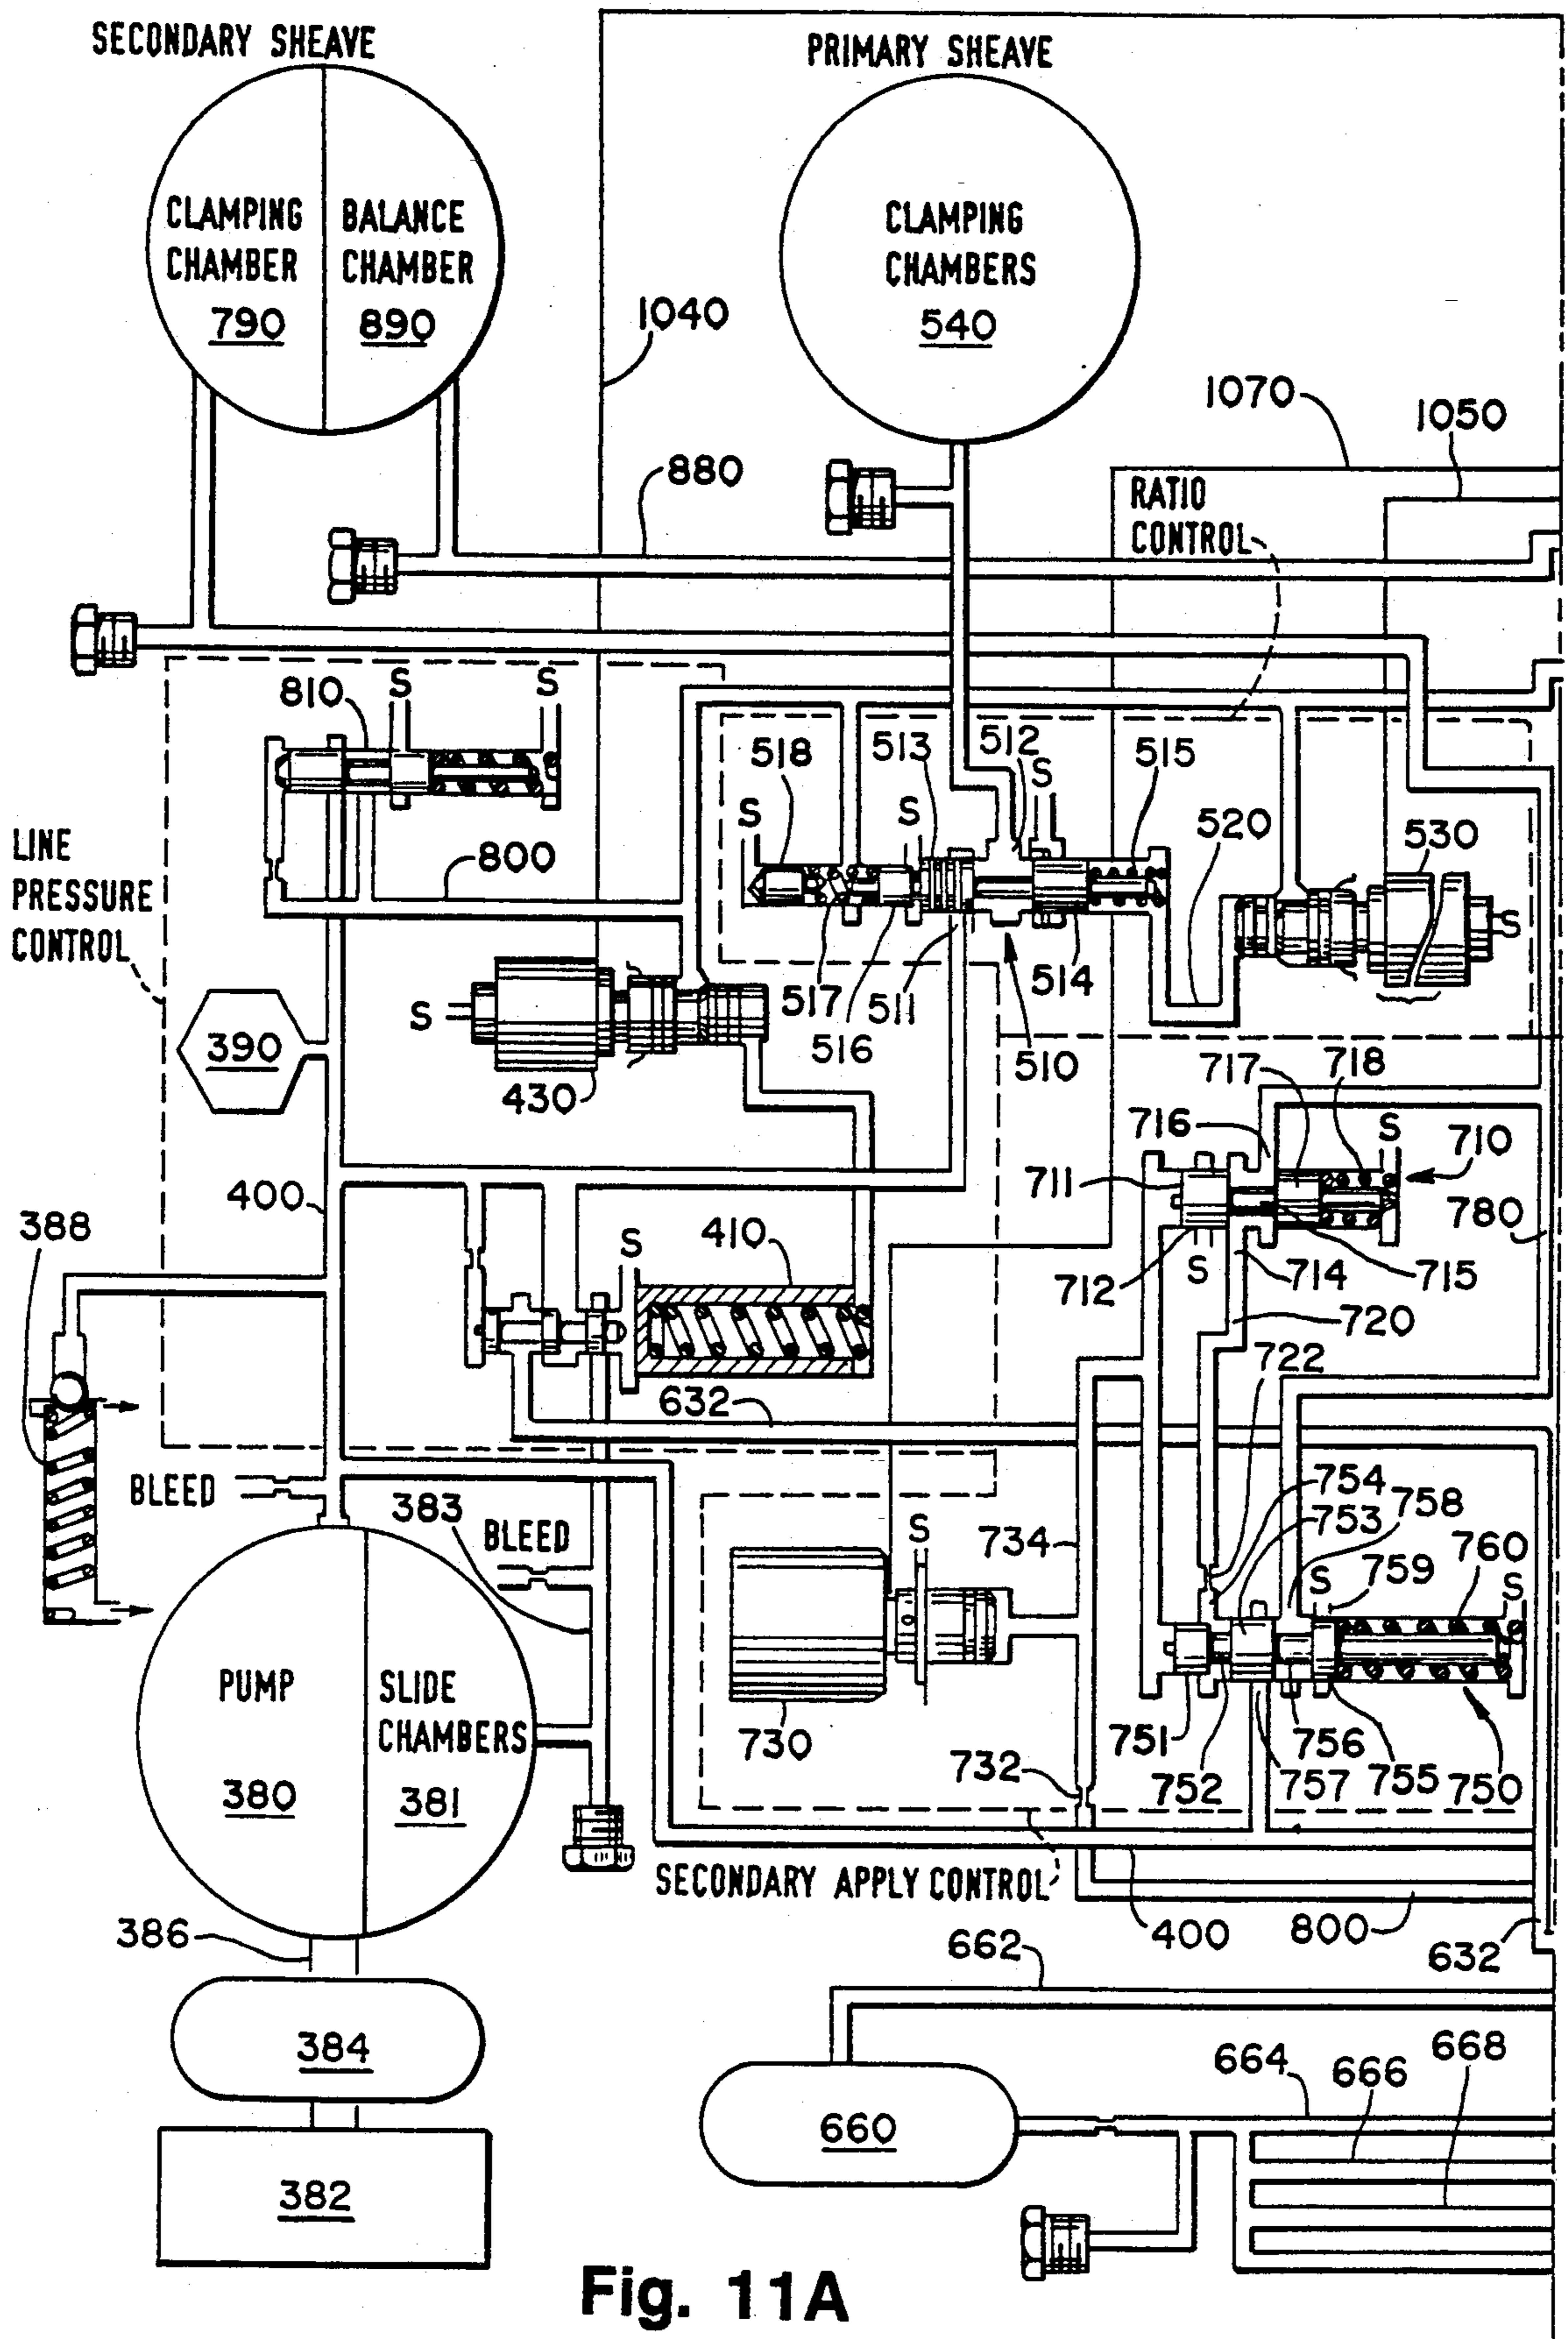 SECONDARY SHEAVE
PRIMARY SHEAVE
CLAMPING
CHAMBER
790
BALANCE
CHAMBER
890
CLAMPING
CHAMBERS
540
1040
1070
1050
880
RATIO
CONTROL
810
S
S
518
513
512
515
S
S
S
520
530
S
LINE
PRESSURE
CONTROL
800
517
516
511
510
514
S
430
390
717
718
716
S
710
711
400
780
388
S
410
712
S
714
715
720
722
632
BLEED
383
BLEED
S
734
754
753
758
S
759
760
S
PUMP
380
SLIDE
CHAMBERS
381
730
732
751
752
756
757
755
750
SECONDARY APPLY CONTROL
400
800
632
386
662
384
664
666
668
660
382
Fig. 11A